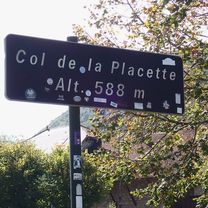 Col de la Placette
Alt. 588 m